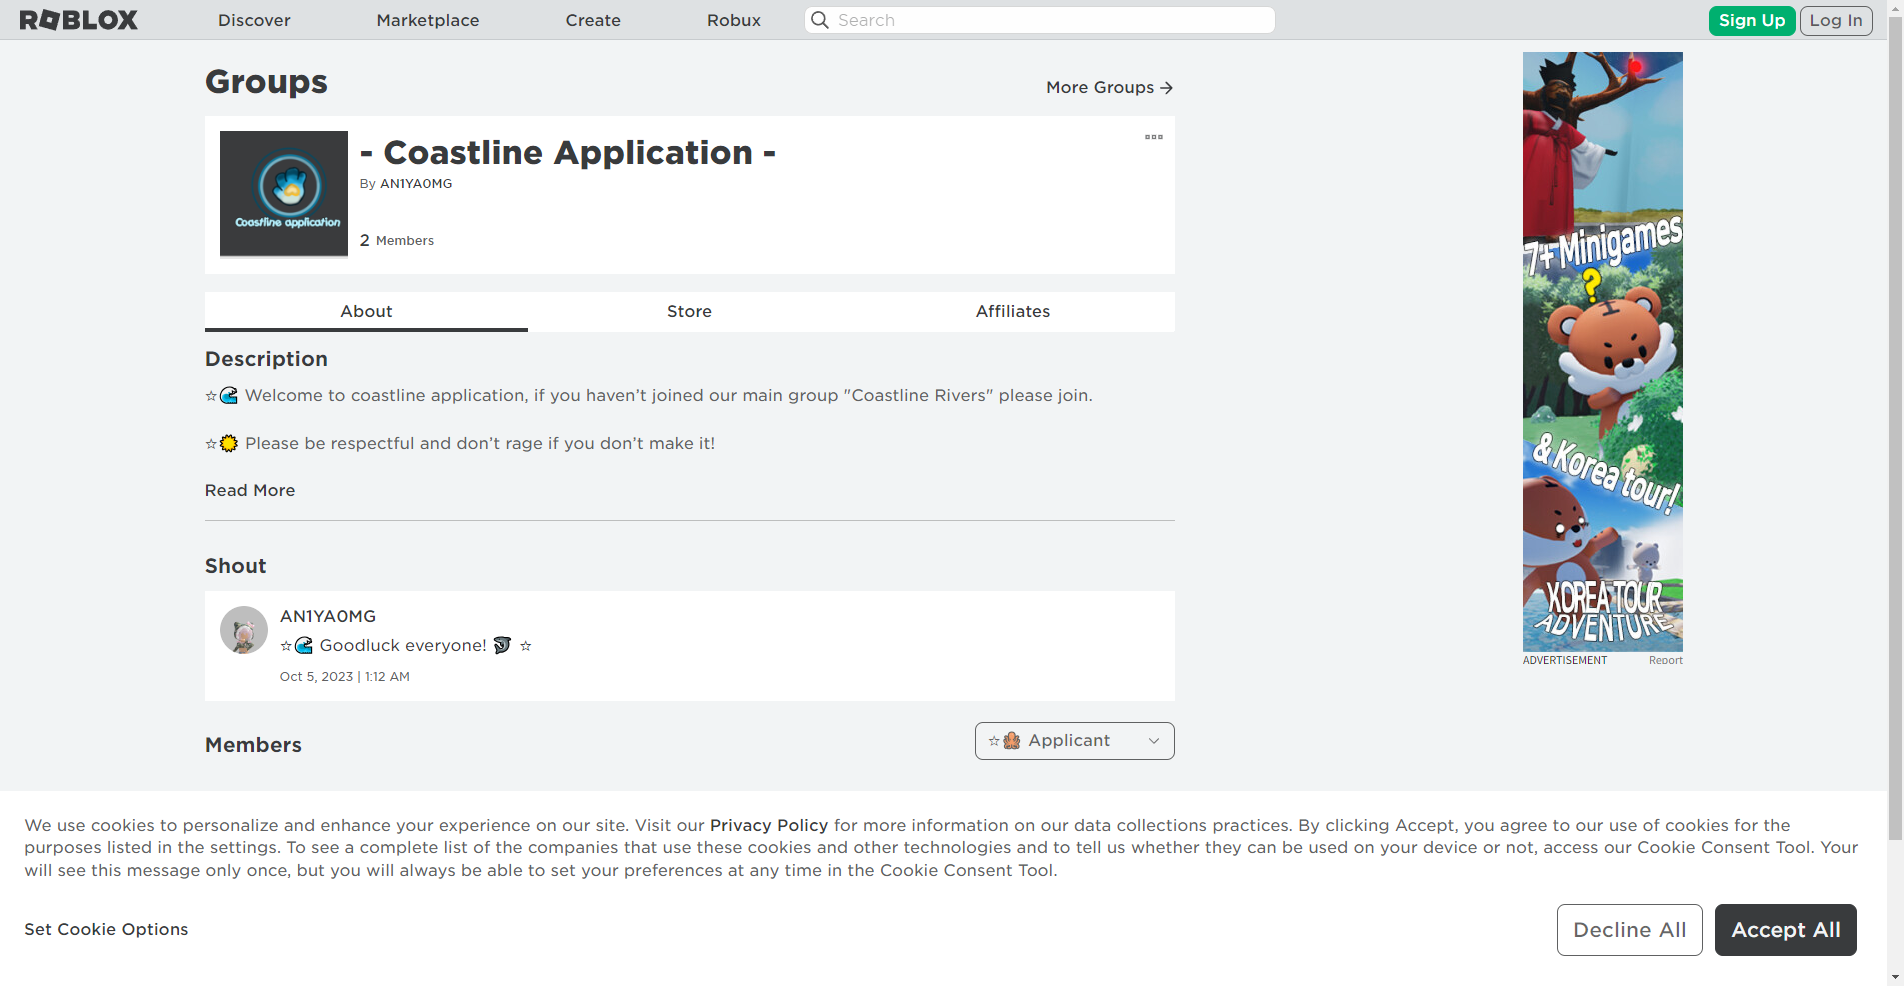 ROBLOX
Discover
Marketplace
Create
Robux
Search
Sign Up
Log In
Groups
More Groups →
Coastline application
- Coastline Application -
By AN1YA0MG
2 Members
About
Store
Affiliates
Description
☆🌊 Welcome to coastline application, if you haven’t joined our main group "Coastline Rivers" please join.
☆ Please be respectful and don’t rage if you don’t make it!
Read More
Shout
AN1YA0MG
☆🌊 Goodluck everyone! 🌪 ☆
Oct 5, 2023 | 1:12 AM
Members
☆ Applicant
7+ Minigames
?
& Korea tour!
KOREA TOUR
ADVENTURE
ADVERTISEMENT
Report
We use cookies to personalize and enhance your experience on our site. Visit our Privacy Policy for more information on our data collections practices. By clicking Accept, you agree to our use of cookies for the
purposes listed in the settings. To see a complete list of the companies that use these cookies and other technologies and to tell us whether they can be used on your device or not, access our Cookie Consent Tool. Your
will see this message only once, but you will always be able to set your preferences at any time in the Cookie Consent Tool.
Set Cookie Options
Decline All
Accept All